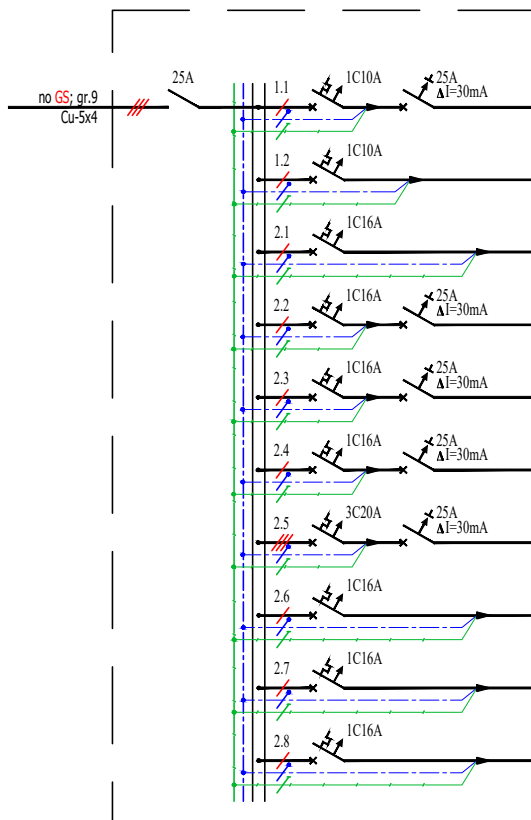 no GS; gr.9
Cu-5x4
25A
1.1
1C10A
25A
ΔI=30mA
1.2
1C10A
2.1
1C16A
2.2
1C16A
25A
ΔI=30mA
2.3
1C16A
25A
ΔI=30mA
2.4
1C16A
25A
ΔI=30mA
2.5
3C20A
25A
ΔI=30mA
2.6
1C16A
2.7
1C16A
2.8
1C16A